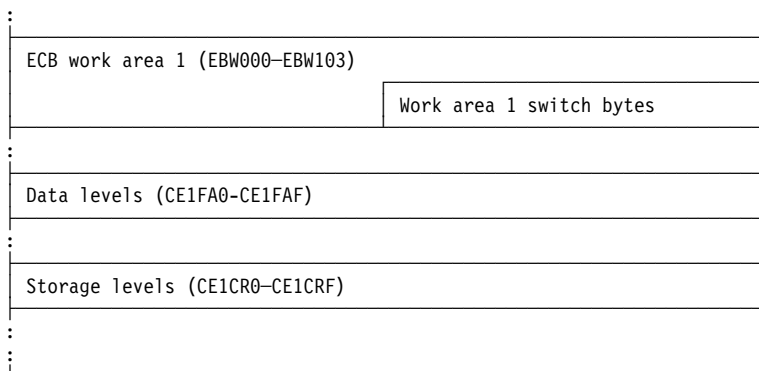 :
ECB work area 1 (EBW000—EBW103)
Work area 1 switch bytes
:
Data levels (CE1FA0-CE1FAF)
:
Storage levels (CE1CR0—CE1CRF)
:
: